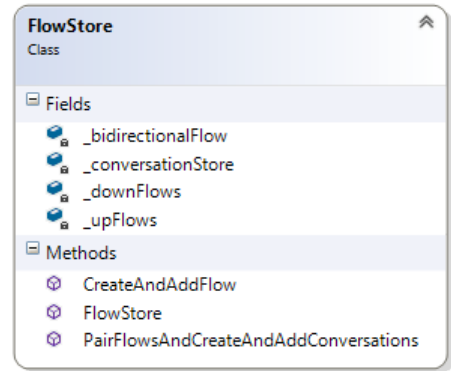 FlowStore
Class
Fields
_bidirectionalFlow
_conversationStore
_downFlows
_upFlows
Methods
CreateAndAddFlow
FlowStore
PairFlowsAndCreateAndAddConversations